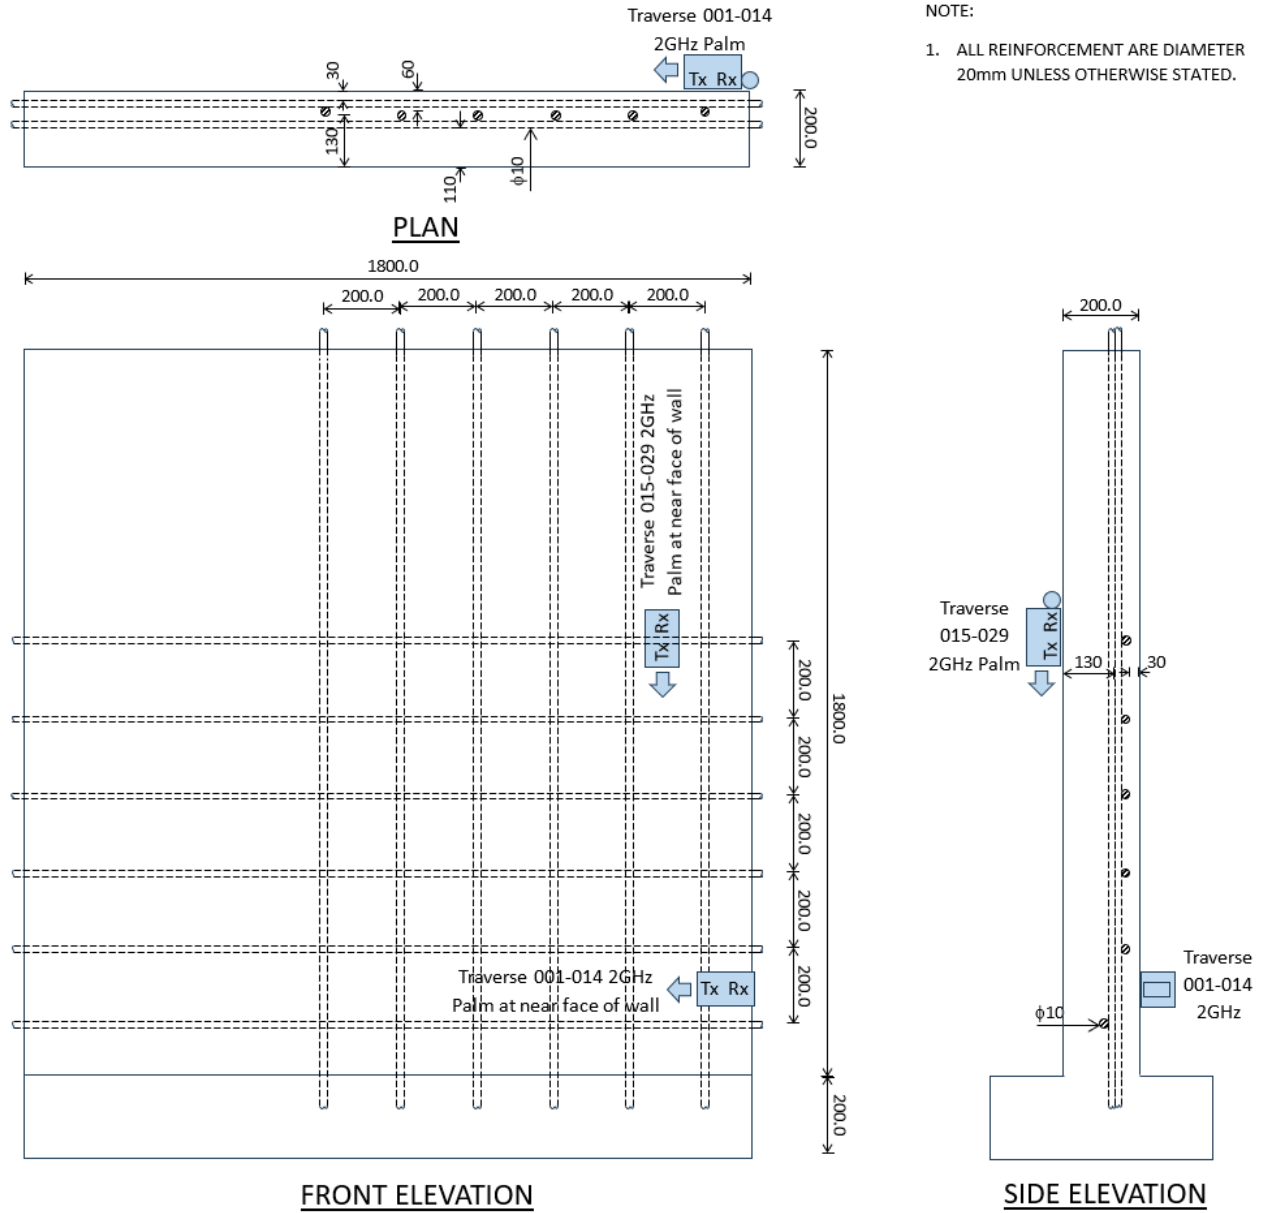 Traverse 001-014
2GHz Palm
Tx Rx
NOTE:
1. ALL REINFORCEMENT ARE DIAMETER
20mm UNLESS OTHERWISE STATED.
30
60
130
110
ϕ10
200.0
PLAN
1800.0
200.0
200.0
200.0
200.0
200.0
Traverse 015-029 2GHz
Palm at near face of wall
Tx Rx
200.0
200.0
200.0
200.0
200.0
1800.0
200.0
Traverse 001-014 2GHz
Palm at near face of wall
Tx Rx
FRONT ELEVATION
200.0
Traverse
015-029
2GHz Palm
Tx Rx
130
30
Traverse
001-014
2GHz
ϕ10
SIDE ELEVATION